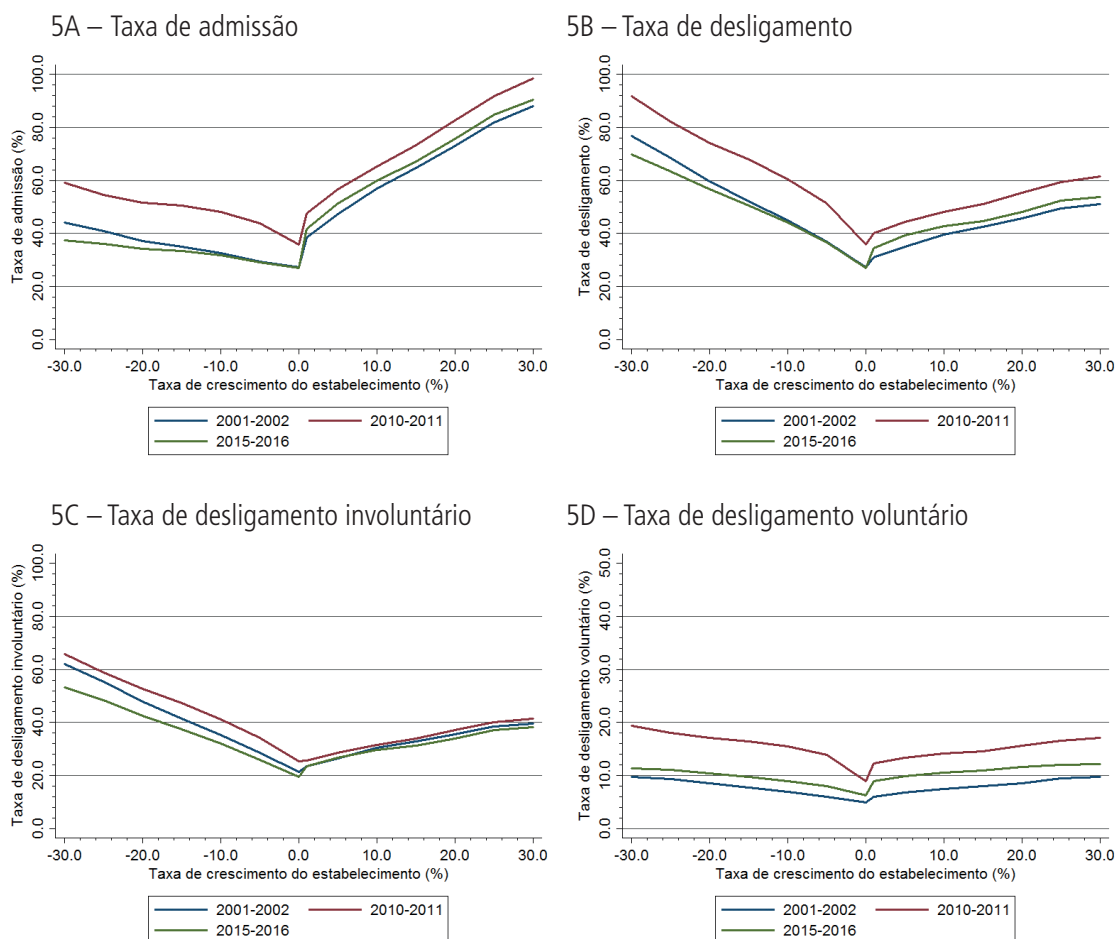 5A – Taxa de admissão
Taxa de admissão (%)
100.0
80.0
60.0
40.0
20.0
0.0
-30.0 -20.0 -10.0 0.0 10.0 20.0 30.0
Taxa de crescimento do estabelecimento (%)
2001-2002 2010-2011
2015-2016
5B – Taxa de desligamento
Taxa de desligamento (%)
100.0
80.0
60.0
40.0
20.0
0.0
-30.0 -20.0 -10.0 0.0 10.0 20.0 30.0
Taxa de crescimento do estabelecimento (%)
2001-2002 2010-2011
2015-2016
5C – Taxa de desligamento involuntário
Taxa de desligamento involuntário (%)
100.0
80.0
60.0
40.0
20.0
0.0
-30.0 -20.0 -10.0 0.0 10.0 20.0 30.0
Taxa de crescimento do estabelecimento (%)
2001-2002 2010-2011
2015-2016
5D – Taxa de desligamento voluntário
Taxa de desligamento voluntário (%)
50.0
40.0
30.0
20.0
10.0
0.0
-30.0 -20.0 -10.0 0.0 10.0 20.0 30.0
Taxa de crescimento do estabelecimento (%)
2001-2002 2010-2011
2015-2016